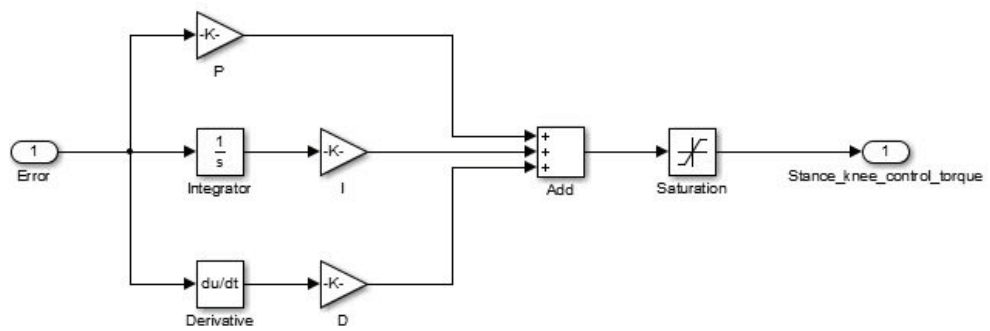 -K-
P
1
Error
1
s
Integrator
-K-
I
+
+
+
Add
Saturation
1
Stance_knee_control_torque
du/dt
Derivative
-K-
D